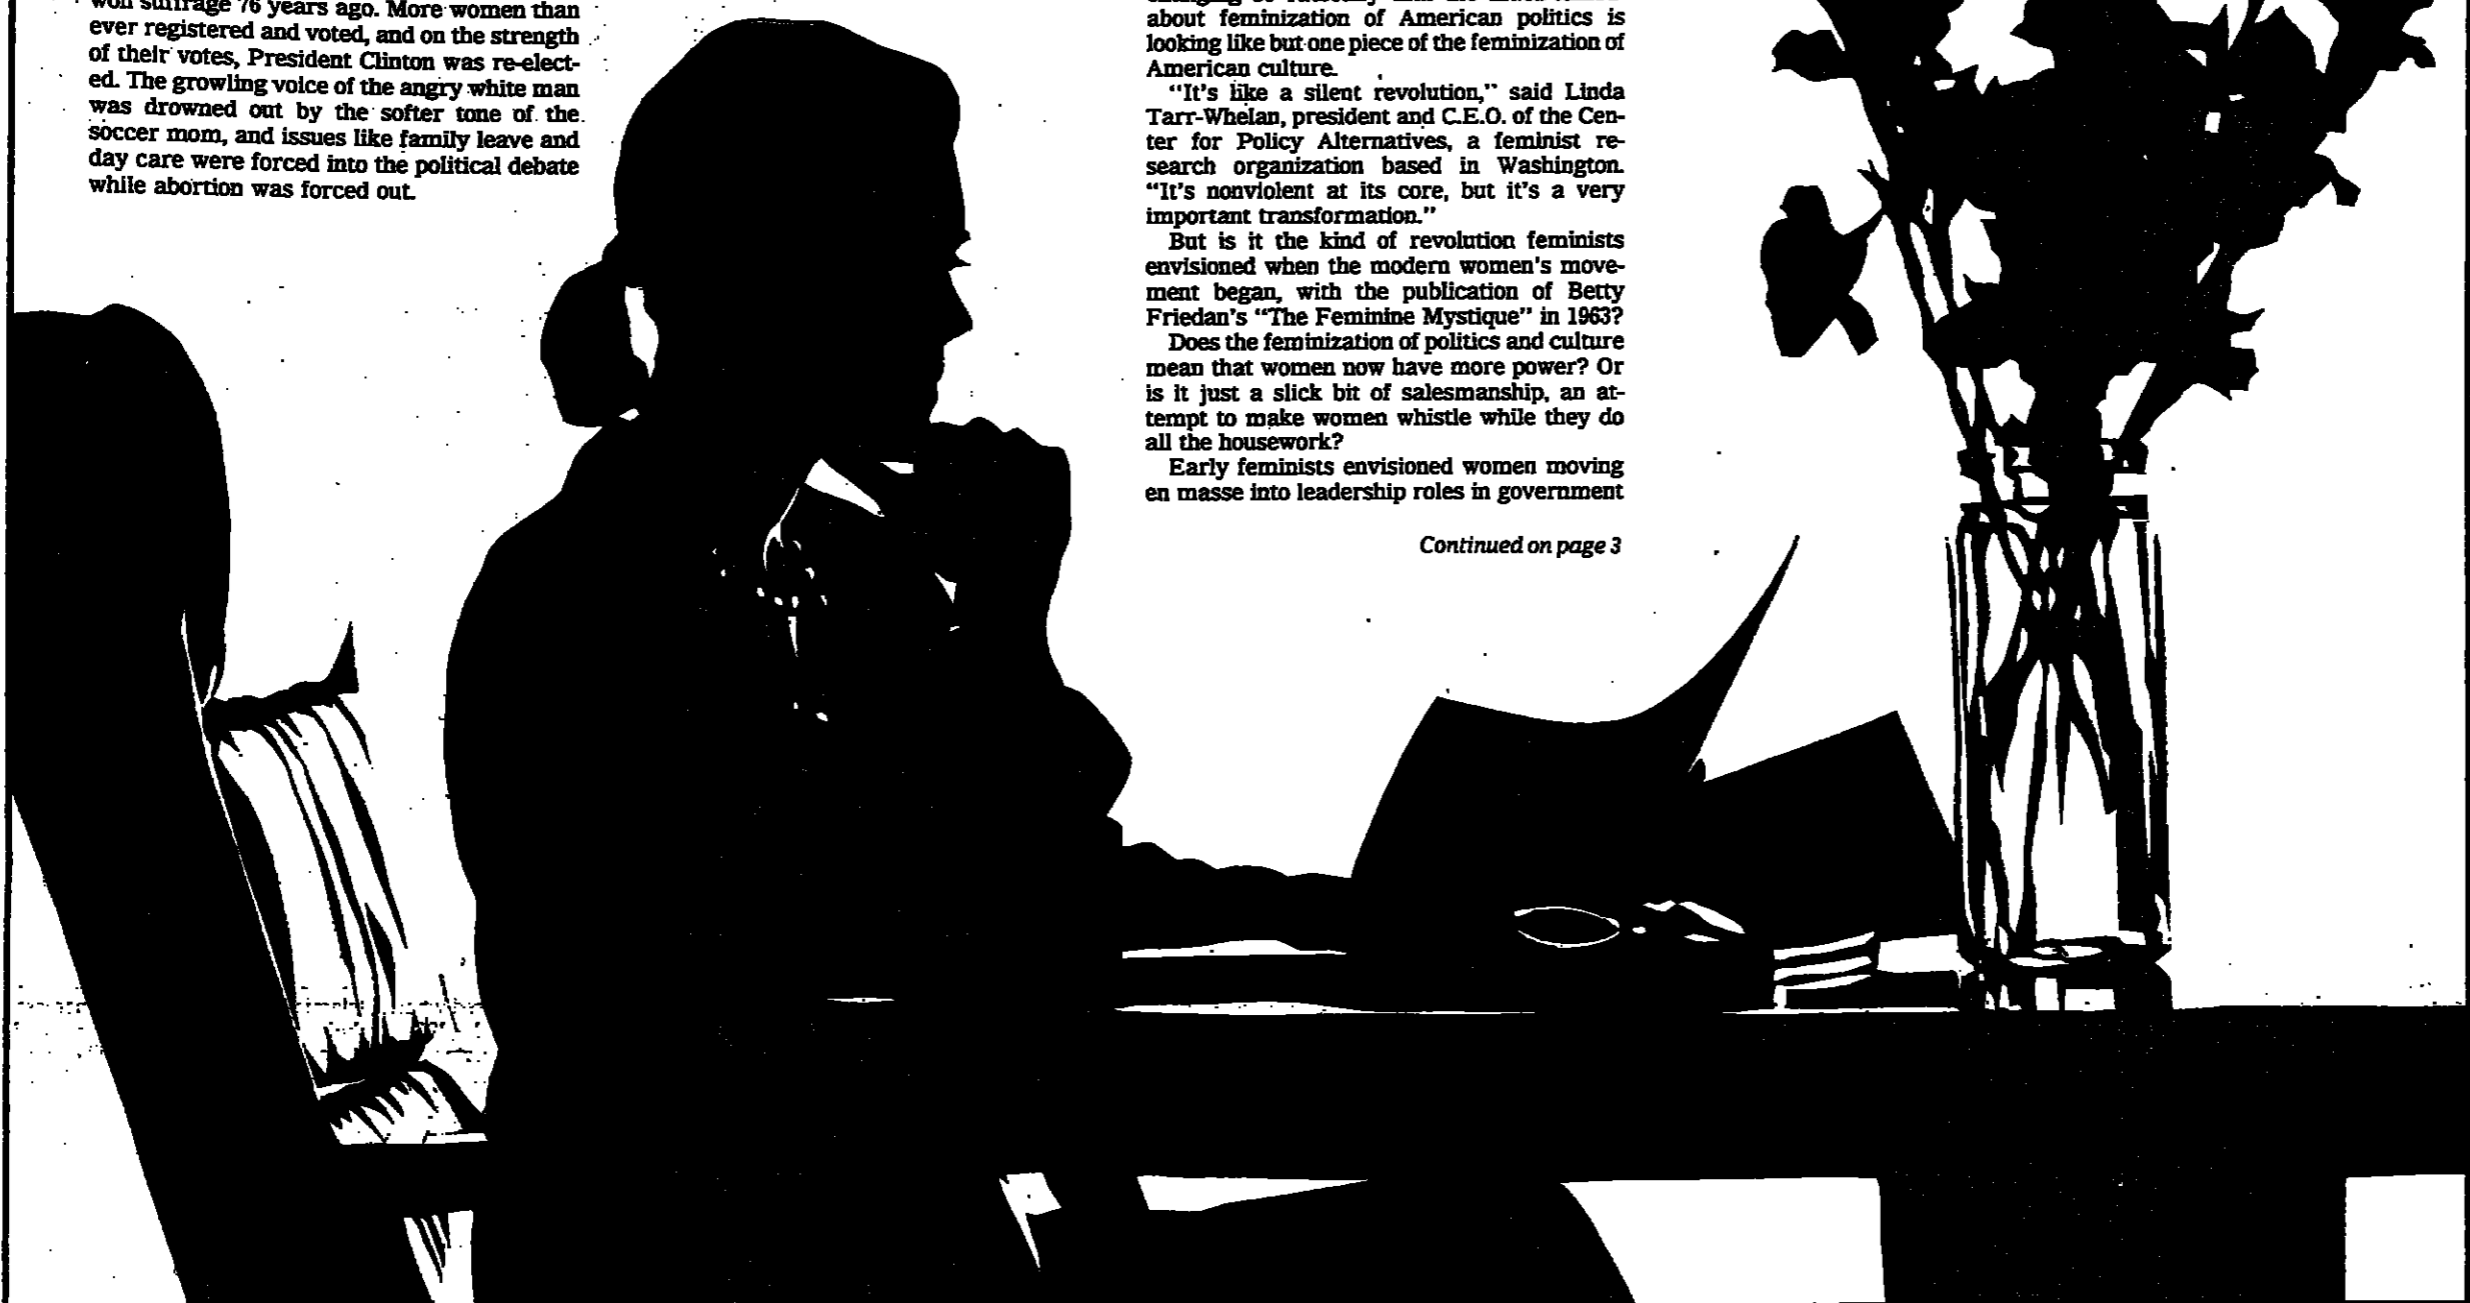 won suffrage 76 years ago. More women than
ever registered and voted, and on the strength
of their votes, President Clinton was re-elect-
ed. The growling voice of the angry white man
was drowned out by the softer tone of the
soccer mom, and issues like family leave and
day care were forced into the political debate
while abortion was forced out.
about feminization of American politics is
looking like but one piece of the feminization of
American culture.
“It's like a silent revolution,” said Linda
Tarr-Whelan, president and C.E.O. of the Cen-
ter for Policy Alternatives, a feminist re-
search organization based in Washington.
“It's nonviolent at its core, but it's a very
important transformation.”
But is it the kind of revolution feminists
envisioned when the modern women's move-
ment began, with the publication of Betty
Friedan's “The Feminine Mystique” in 1963?
Does the feminization of politics and culture
mean that women now have more power? Or
is it just a slick bit of salesmanship, an at-
tempt to make women whistle while they do
all the housework?
Early feminists envisioned women moving
en masse into leadership roles in government
Continued on page 3